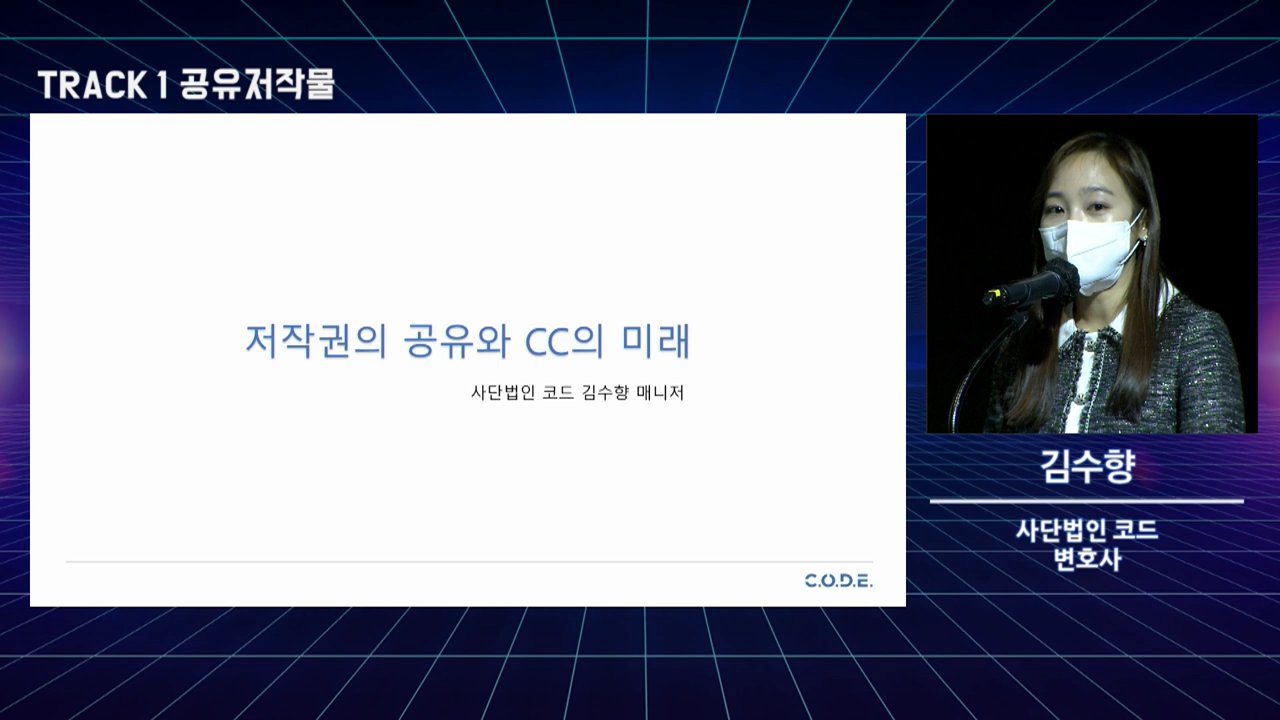 TRACK 1 공유저작물
저작권의 공유와 CC의 미래
사단법인 코드 김수향 매니저
C.O.D.E.
김수향
사단법인 코드
변호사